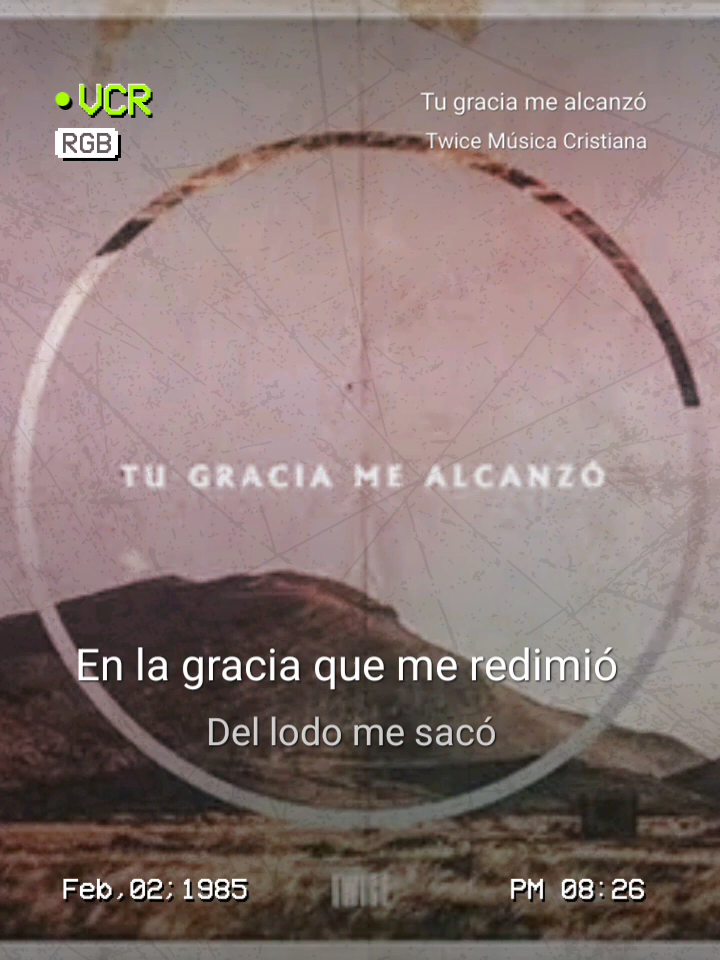 VCR
RGB
Tu gracia me alcanzó
Twice Música Cristiana
TU GRACIA ME ALCANZÓ
En la gracia que me redimió
Del lodo me sacó
Feb,02;1985
TWICE
PM 08:26